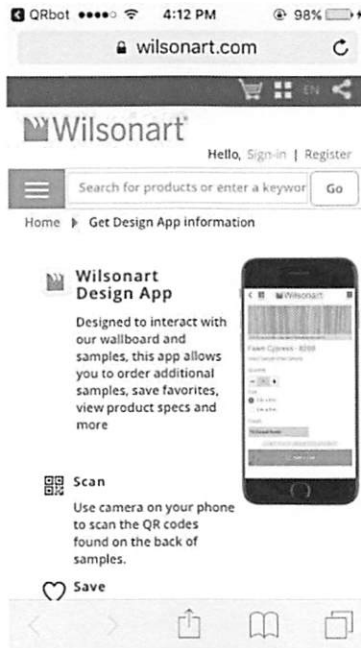 QRbot 4:12 PM 98%
wilsonart.com
EN
Wilsonart
Hello, Sign-in | Register
Search for products or enter a keywor Go
Home Get Design App information
Wilsonart
Design App
Designed to interact with
our wallboard and
samples, this app allows
you to order additional
samples, save favorites,
view product specs and
more
Wilsonart
Scan
Use camera on your phone
to scan the QR codes
found on the back of
samples.
Save